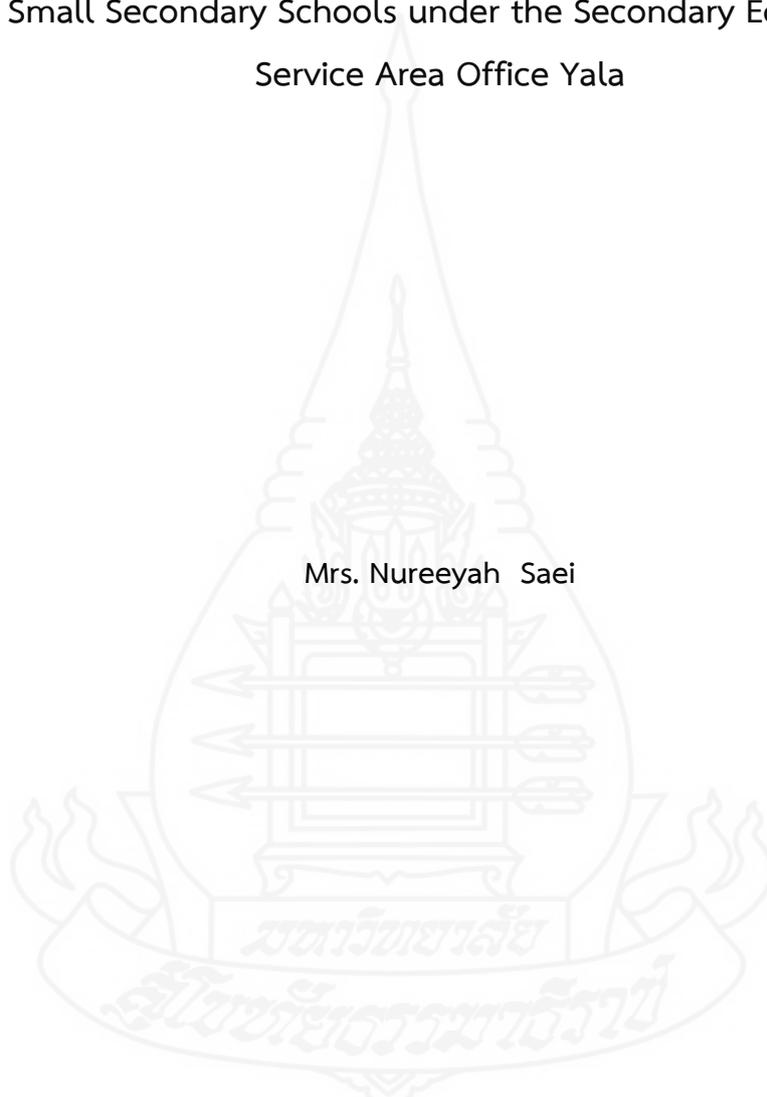 Small Secondary Schools under the Secondary
Service Area Office Yala
Mrs. Nureeyah Saei
มหาวิทยาลัย
สุโขทัยธรรมาธิราช